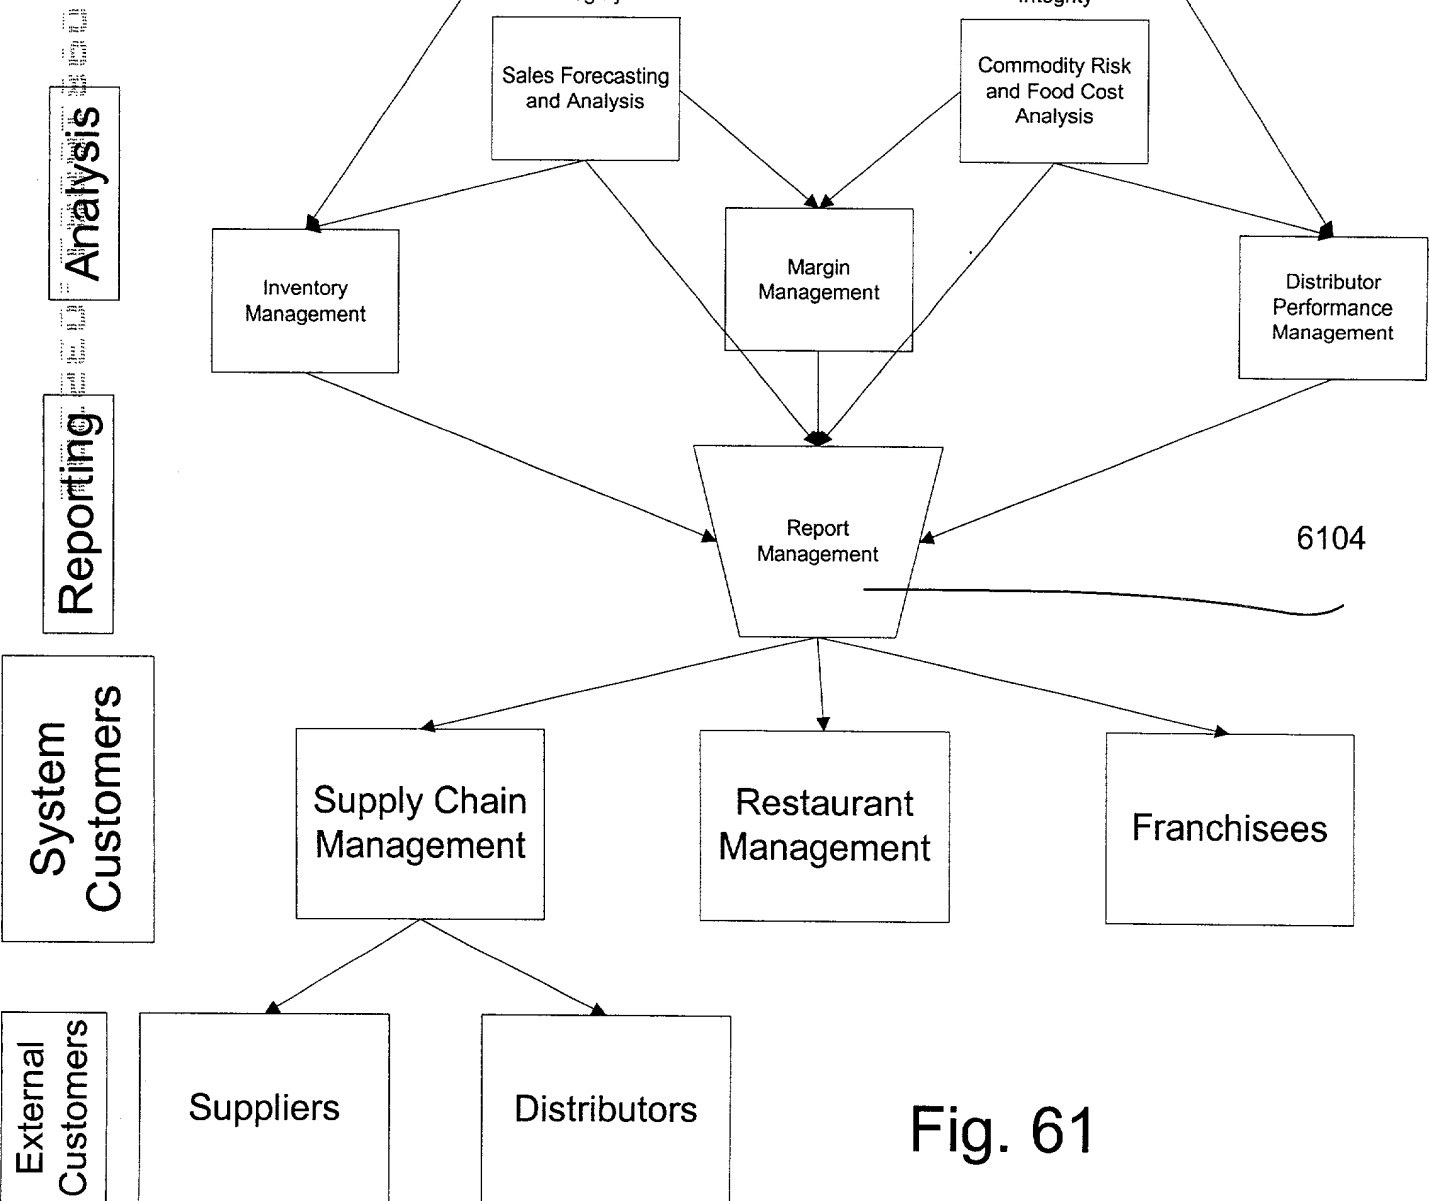 Integrity
Sales Forecasting
and Analysis
Commodity Risk
and Food Cost
Analysis
Analysis
Inventory
Management
Margin
Management
Distributor
Performance
Management
Reporting
Report
Management
6104
System
Customers
Supply Chain
Management
Restaurant
Management
Franchisees
External
Customers
Suppliers
Distributors
Fig. 61